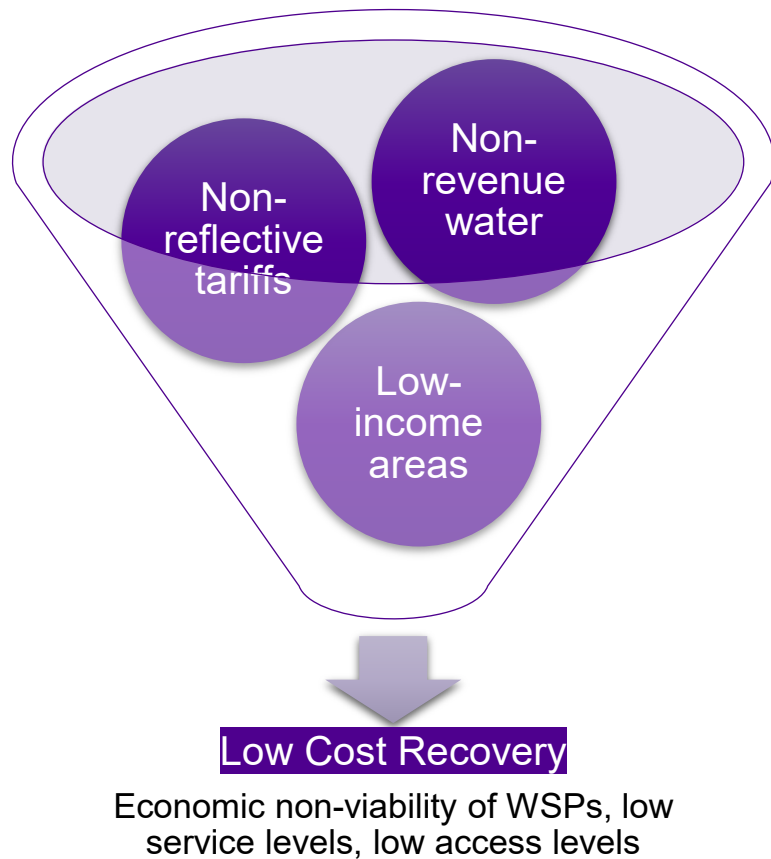 Non-
revenue
water
Non-
reflective
tariffs
Low-
income
areas
Low Cost Recovery
Economic non-viability of WSPs, low
service levels, low access levels